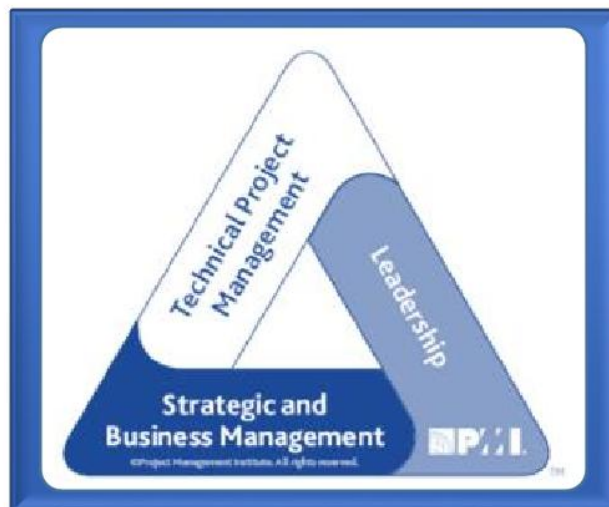 Technical Project
Management
Leadership
Strategic and
Business Management
©Project Management Institute. All rights reserved.
PMI.
TM